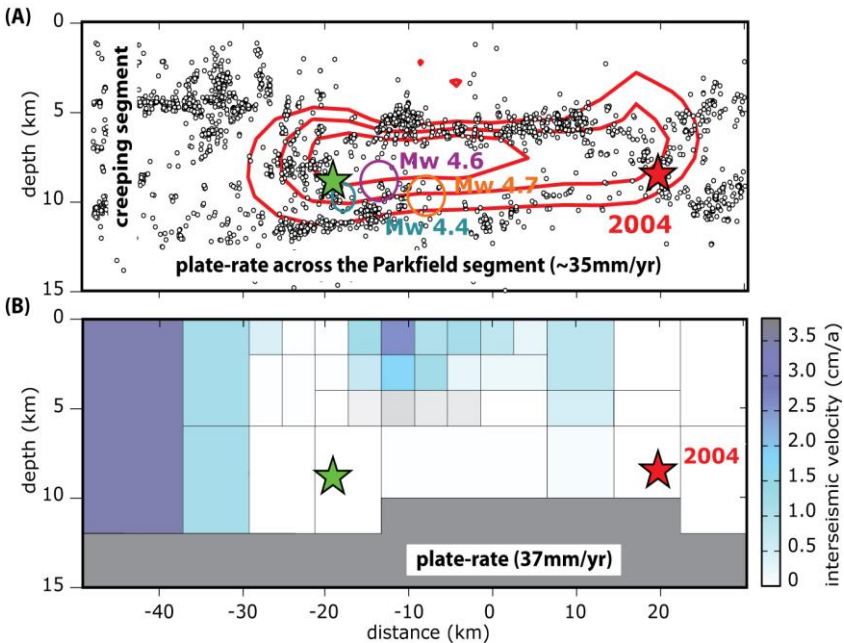 (A)
0
5
10
15
depth (km)
creeping segment
Mw 4.6
Mw 4.7
Mw 4.4
2004
plate-rate across the Parkfield segment (~35mm/yr)
(B)
0
5
10
15
depth (km)
2004
plate-rate (37mm/yr)
-40
-30
-20
-10
0
10
20
distance (km)
3.5
3.0
2.5
2.0
1.5
1.0
0.5
0
interseismic velocity (cm/a)